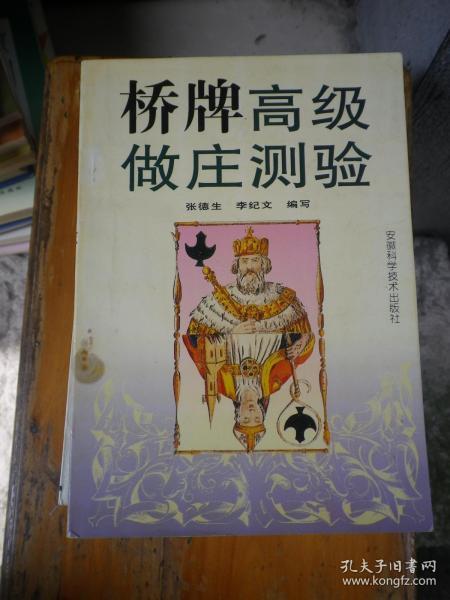 桥牌高级
做庄测验
张德生 李纪文 编写
安徽科学技术出版社
孔夫子旧书网
www.kongfz.com